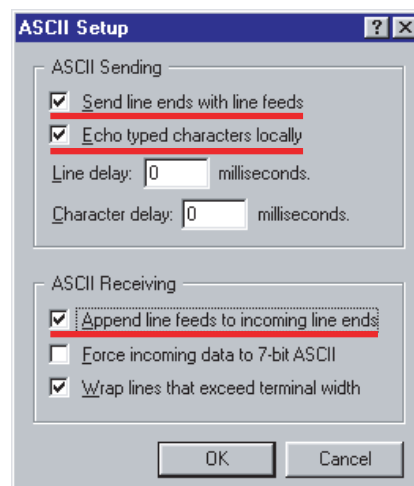 ASCII Setup
ASCII Sending
Send line ends with line feeds
Echo typed characters locally
Line delay: 0 milliseconds.
Character delay: 0 milliseconds.
ASCII Receiving
Append line feeds to incoming line ends
Force incoming data to 7-bit ASCII
Wrap lines that exceed terminal width
OK Cancel